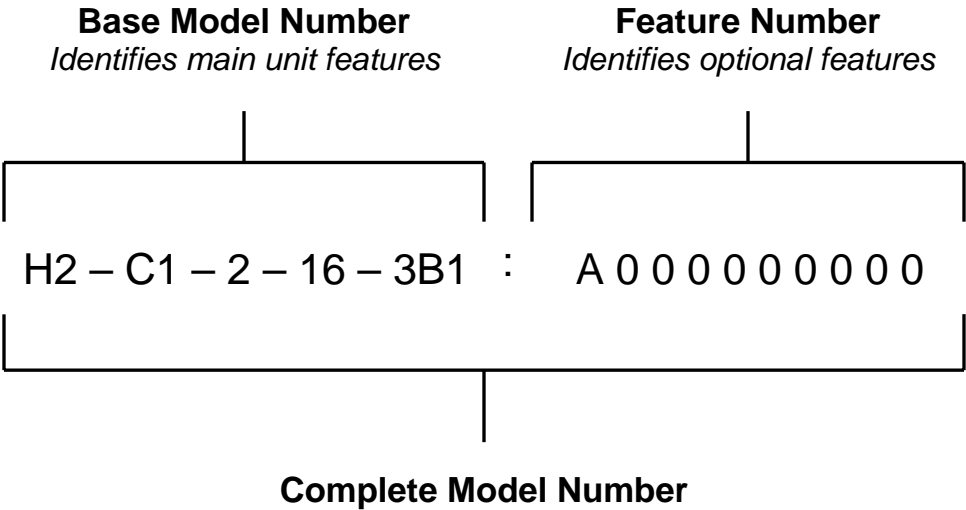 Base Model Number
Identifies main unit features
Feature Number
Identifies optional features
H2 – C1 – 2 – 16 – 3B1 : A 0 0 0 0 0 0 0 0 0
Complete Model Number